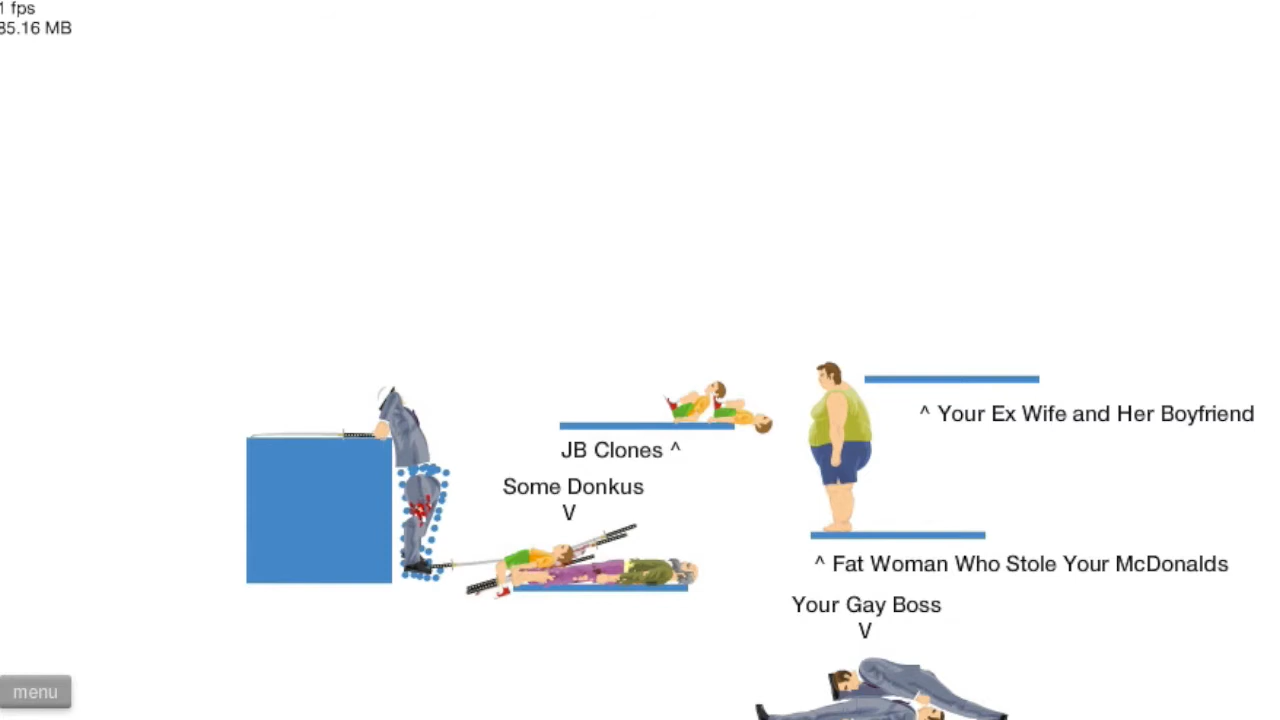 1 fps
85.16 MB
^ Your Ex Wife and Her Boyfriend
JB Clones ^
Some Donkus
V
^ Fat Woman Who Stole Your McDonalds
Your Gay Boss
V
menu